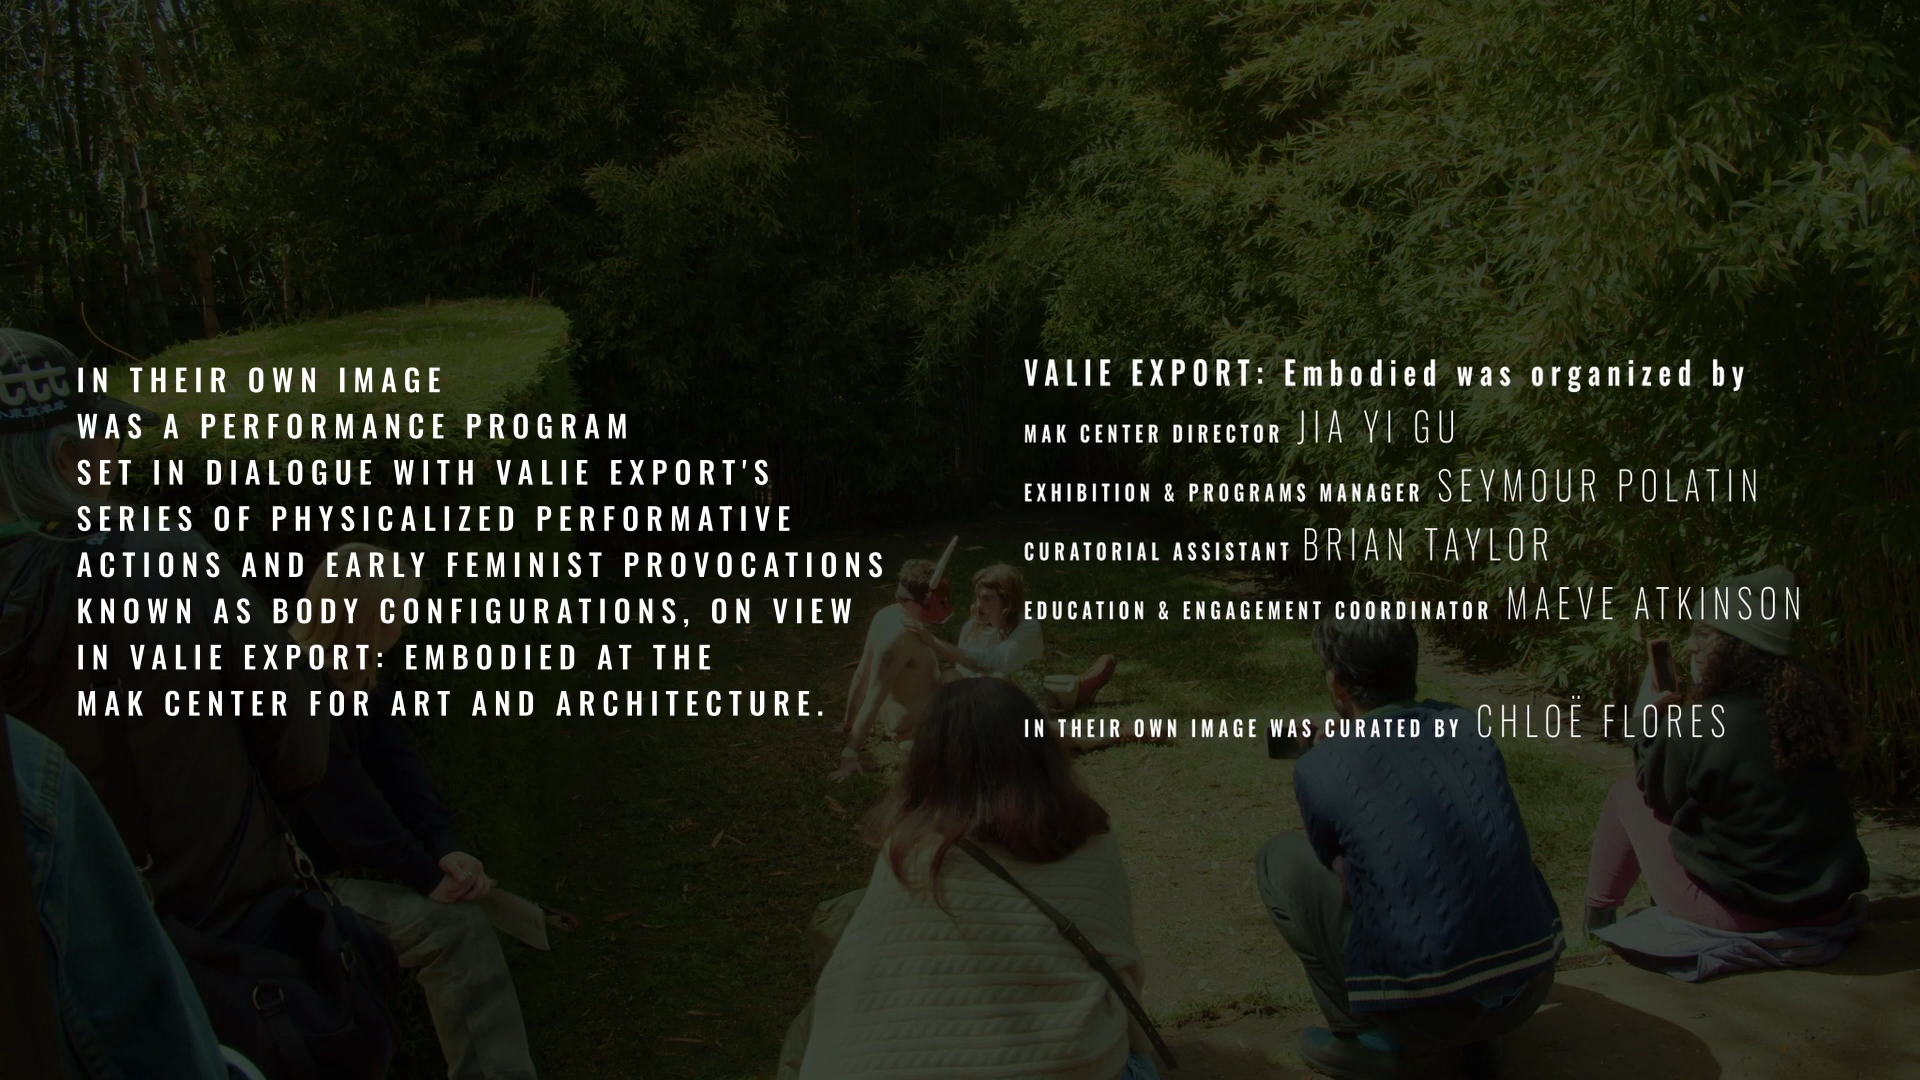 IN THEIR OWN IMAGE
WAS A PERFORMANCE PROGRAM
SET IN DIALOGUE WITH VALIE EXPORT'S
SERIES OF PHYSICALIZED PERFORMATIVE
ACTIONS AND EARLY FEMINIST PROVOCATIONS
KNOWN AS BODY CONFIGURATIONS, ON VIEW
IN VALIE EXPORT: EMBODIED AT THE
MAK CENTER FOR ART AND ARCHITECTURE.
VALIE EXPORT: Embodied was organized by
MAK CENTER DIRECTOR JIA YI GU
EXHIBITION & PROGRAMS MANAGER SEYMOUR POLATIN
CURATORIAL ASSISTANT BRIAN TAYLOR
EDUCATION & ENGAGEMENT COORDINATOR MAEVE ATKINSON
IN THEIR OWN IMAGE WAS CURATED BY CHLOË FLORES